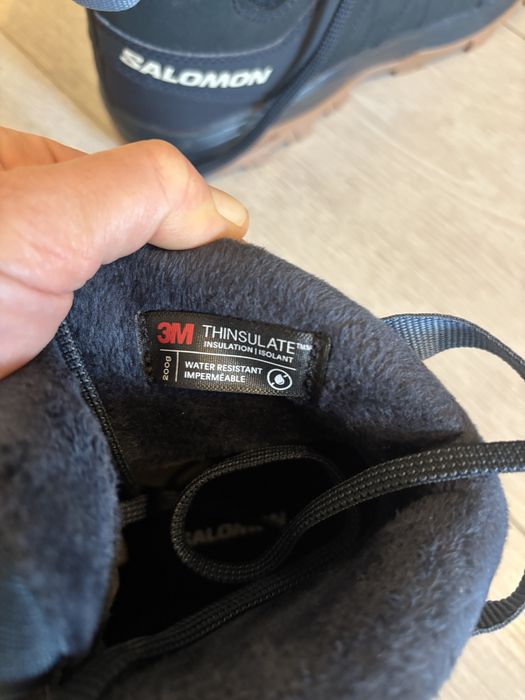 SALOMON
3M THINSULATE™
INSULATION | ISOLANT
200g
WATER RESISTANT
IMPERMÉABLE
SALOMON